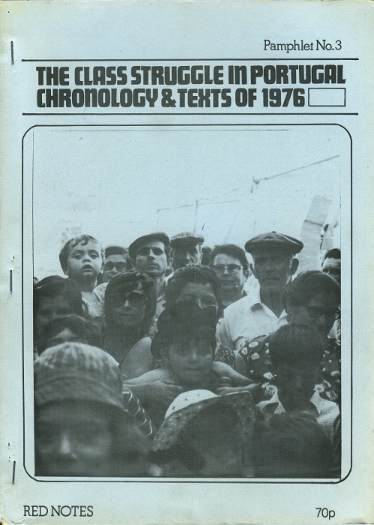 Pamphlet No.3
THE CLASS STRUGGLE IN PORTUGAL
CHRONOLOGY & TEXTS OF 1976
RED NOTES
70p